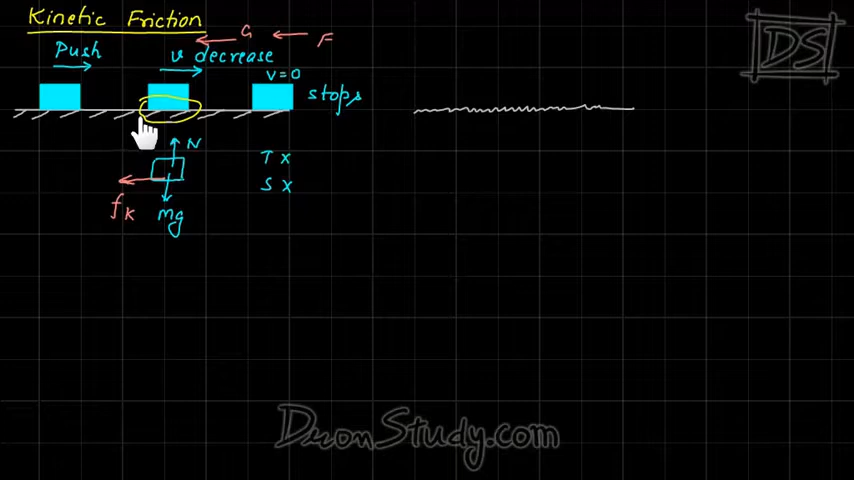 Kinetic Friction
a F
Push v decrease
v=0
stops
N
T x
S x
fk
mg
DS
DronStudy.com